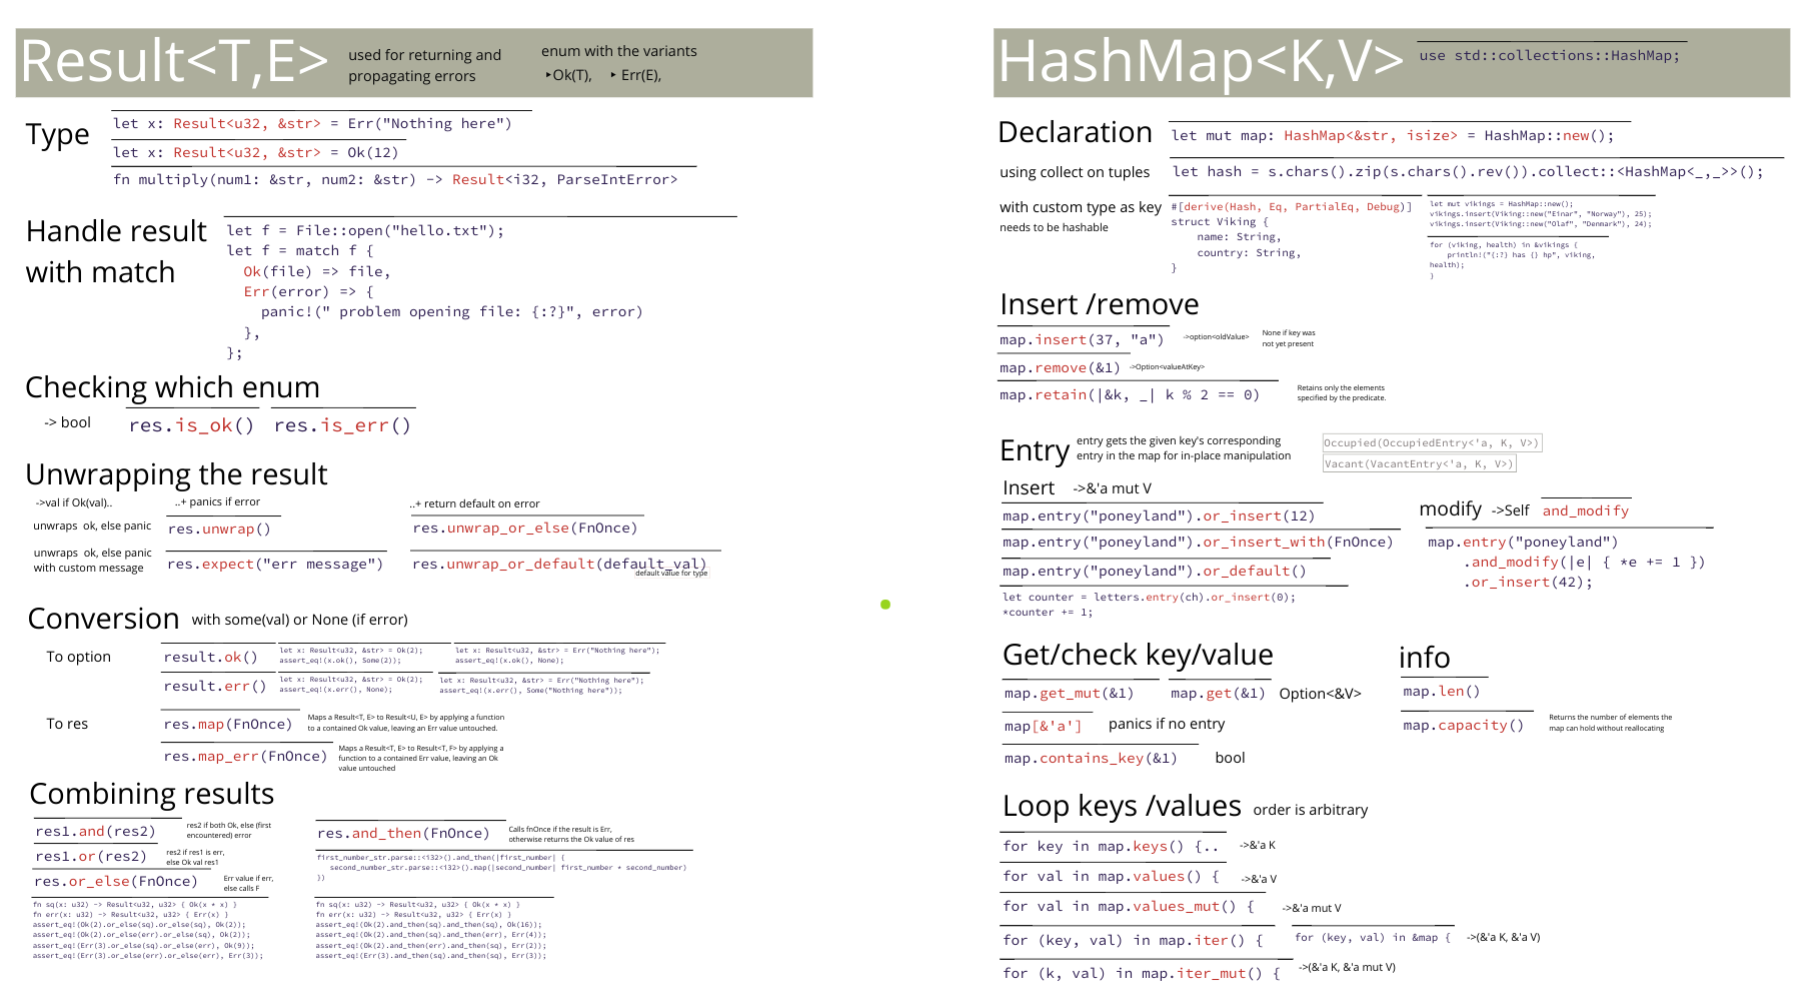 Result<T,E>
used for returning and
propagating errors
enum with the variants
‣Ok(T), ‣ Err(E),
Type
let x: Result<u32, &str> = Err("Nothing here")
let x: Result<u32, &str> = Ok(12)
fn multiply(num1: &str, num2: &str) -> Result<i32, ParseIntError>
Handle result
with match
let f = File::open("hello.txt");
let f = match f {
Ok(file) => file,
Err(error) => {
panic!(" problem opening file: {:?}", error)
},
};
Checking which enum
-> bool
res.is_ok() res.is_err()
Unwrapping the result
->val if Ok(val)..
..+ panics if error
..+ return default on error
unwraps ok, else panic
res.unwrap()
res.unwrap_or_else(FnOnce)
unwraps ok, else panic
with custom message
res.expect("err message")
res.unwrap_or_default(default_val)
default value for type
Conversion with some(val) or None (if error)
To option
result.ok()
let x: Result<u32, &str> = Ok(2);
assert_eq!(x.ok(), Some(2));
let x: Result<u32, &str> = Err("Nothing here");
assert_eq!(x.ok(), None);
result.err()
let x: Result<u32, &str> = Ok(2);
assert_eq!(x.err(), None);
let x: Result<u32, &str> = Err("Nothing here");
assert_eq!(x.err(), Some("Nothing here"));
To res
res.map(FnOnce)
Maps a Result<T, E> to Result<U, E> by applying a function
to a contained Ok value, leaving an Err value untouched.
res.map_err(FnOnce)
Maps a Result<T, E> to Result<T, F> by applying a
function to a contained Err value, leaving an Ok
value untouched
Combining results
res1.and(res2)
res2 if both Ok, else (first
encountered) error
res1.or(res2)
res2 if res1 is err,
else Ok val res1
res.or_else(FnOnce)
Err value if err,
else calls F
fn sq(x: u32) -> Result<u32, u32> { Ok(x * x) }
fn err(x: u32) -> Result<u32, u32> { Err(x) }
assert_eq!(Ok(2).or_else(sq).or_else(sq), Ok(2));
assert_eq!(Ok(2).or_else(err).or_else(sq), Ok(2));
assert_eq!(Err(3).or_else(sq).or_else(err), Ok(9));
assert_eq!(Err(3).or_else(err).or_else(err), Err(3));
res.and_then(FnOnce)
Calls fnOnce if the result is Err,
otherwise returns the Ok value of res
first_number_str.parse::<i32>().and_then(|first_number| {
second_number_str.parse::<i32>().map(|second_number| first_number * second_number)
})
fn sq(x: u32) -> Result<u32, u32> { Ok(x * x) }
fn err(x: u32) -> Result<u32, u32> { Err(x) }
assert_eq!(Ok(2).and_then(sq).and_then(sq), Ok(16));
assert_eq!(Ok(2).and_then(sq).and_then(err), Err(4));
assert_eq!(Ok(2).and_then(err).and_then(sq), Err(2));
assert_eq!(Err(3).and_then(sq).and_then(sq), Err(3));
HashMap<K,V>
use std::collections::HashMap;
Declaration
let mut map: HashMap<&str, isize> = HashMap::new();
using collect on tuples
let hash = s.chars().zip(s.chars().rev()).collect::<HashMap<_,_>>();
with custom type as key
needs to be hashable
#[derive(Hash, Eq, PartialEq, Debug)]
struct Viking {
name: String,
country: String,
}
let mut vikings = HashMap::new();
vikings.insert(Viking::new("Einar", "Norway"), 25);
vikings.insert(Viking::new("Olaf", "Denmark"), 24);
for (viking, health) in &vikings {
println!("{:?} has {} hp", viking,
health);
}
Insert /remove
map.insert(37, "a")
->option<oldValue>
None if key was
not yet present
map.remove(&1)
->Option<valueAtKey>
map.retain(|&k, _| k % 2 == 0)
Retains only the elements
specified by the predicate.
Entry
entry gets the given key's corresponding
entry in the map for in-place manipulation
Occupied(OccupiedEntry<'a, K, V>)
Vacant(VacantEntry<'a, K, V>)
Insert ->&'a mut V
map.entry("poneyland").or_insert(12)
map.entry("poneyland").or_insert_with(FnOnce)
map.entry("poneyland").or_default()
let counter = letters.entry(ch).or_insert(0);
*counter += 1;
modify ->Self and_modify
map.entry("poneyland")
.and_modify(|e| { *e += 1 })
.or_insert(42);
Get/check key/value
map.get_mut(&1) map.get(&1) Option<&V>
map[&'a'] panics if no entry
map.contains_key(&1) bool
info
map.len()
map.capacity()
Returns the number of elements the
map can hold without reallocating
Loop keys /values order is arbitrary
for key in map.keys() {.. ->&'a K
for val in map.values() { ->&'a V
for val in map.values_mut() { ->&'a mut V
for (key, val) in map.iter() { for (key, val) in &map { ->(&'a K, &'a V)
for (k, val) in map.iter_mut() { ->(&'a K, &'a mut V)